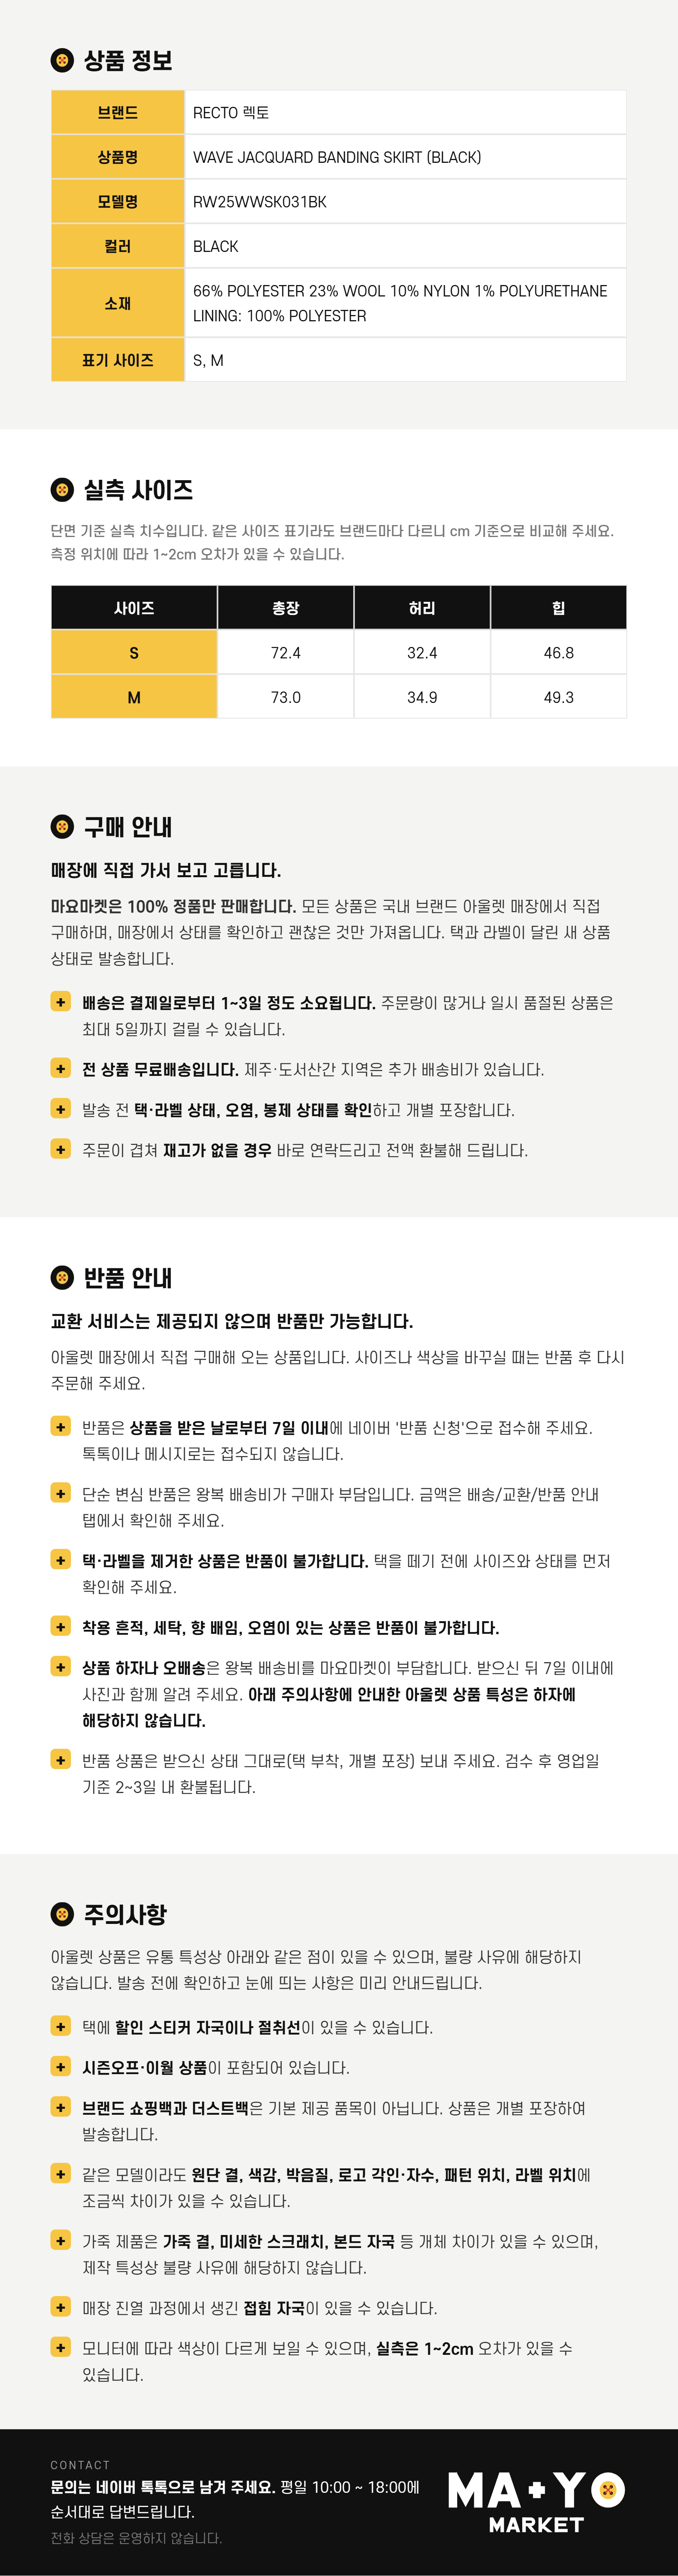 상품 정보
브랜드 RECTO 렉토
상품명 WAVE JACQUARD BANDING SKIRT (BLACK)
모델명 RW25WWSK031BK
컬러 BLACK
소재 66% POLYESTER 23% WOOL 10% NYLON 1% POLYURETHANE
LINING: 100% POLYESTER
표기 사이즈 S, M
실측 사이즈
단면 기준 실측 치수입니다. 같은 사이즈 표기라도 브랜드마다 다르니 cm 기준으로 비교해 주세요.
측정 위치에 따라 1~2cm 오차가 있을 수 있습니다.
사이즈 총장 허리 힙
S 72.4 32.4 46.8
M 73.0 34.9 49.3
구매 안내
매장에 직접 가서 보고 고릅니다.
마요마켓은 100% 정품만 판매합니다. 모든 상품은 국내 브랜드 아울렛 매장에서 직접
구매하며, 매장에서 상태를 확인하고 괜찮은 것만 가져옵니다. 택과 라벨이 달린 새 상품
상태로 발송합니다.
+ 배송은 결제일로부터 1~3일 정도 소요됩니다. 주문량이 많거나 일시 품절된 상품은
최대 5일까지 걸릴 수 있습니다.
+ 전 상품 무료배송입니다. 제주·도서산간 지역은 추가 배송비가 있습니다.
+ 발송 전 택·라벨 상태, 오염, 봉제 상태를 확인하고 개별 포장합니다.
+ 주문이 겹쳐 재고가 없을 경우 바로 연락드리고 전액 환불해 드립니다.
반품 안내
교환 서비스는 제공되지 않으며 반품만 가능합니다.
아울렛 매장에서 직접 구매해 오는 상품입니다. 사이즈나 색상을 바꾸실 때는 반품 후 다시
주문해 주세요.
+ 반품은 상품을 받은 날로부터 7일 이내에 네이버 '반품 신청'으로 접수해 주세요.
톡톡이나 메시지로는 접수되지 않습니다.
+ 단순 변심 반품은 왕복 배송비가 구매자 부담입니다. 금액은 배송/교환/반품 안내
탭에서 확인해 주세요.
+ 택·라벨을 제거한 상품은 반품이 불가합니다. 택을 떼기 전에 사이즈와 상태를 먼저
확인해 주세요.
+ 착용 흔적, 세탁, 향 배임, 오염이 있는 상품은 반품이 불가합니다.
+ 상품 하자나 오배송은 왕복 배송비를 마요마켓이 부담합니다. 받으신 뒤 7일 이내에
사진과 함께 알려 주세요. 아래 주의사항에 안내한 아울렛 상품 특성은 하자에
해당하지 않습니다.
+ 반품 상품은 받으신 상태 그대로(택 부착, 개별 포장) 보내 주세요. 검수 후 영업일
기준 2~3일 내 환불됩니다.
주의사항
아울렛 상품은 유통 특성상 아래와 같은 점이 있을 수 있으며, 불량 사유에 해당하지
않습니다. 발송 전에 확인하고 눈에 띄는 사항은 미리 안내드립니다.
+ 택에 할인 스티커 자국이나 절취선이 있을 수 있습니다.
+ 시즌오프·이월 상품이 포함되어 있습니다.
+ 브랜드 쇼핑백과 더스트백은 기본 제공 품목이 아닙니다. 상품은 개별 포장하여
발송합니다.
+ 같은 모델이라도 원단 결, 색감, 박음질, 로고 각인·자수, 패턴 위치, 라벨 위치에
조금씩 차이가 있을 수 있습니다.
+ 가죽 제품은 가죽 결, 미세한 스크래치, 본드 자국 등 개체 차이가 있을 수 있으며,
제작 특성상 불량 사유에 해당하지 않습니다.
+ 매장 진열 과정에서 생긴 접힘 자국이 있을 수 있습니다.
+ 모니터에 따라 색상이 다르게 보일 수 있으며, 실측은 1~2cm 오차가 있을 수
있습니다.
CONTACT
문의는 네이버 톡톡으로 남겨 주세요. 평일 10:00 ~ 18:00에
순서대로 답변드립니다.
전화 상담은 운영하지 않습니다.
MA+YO
MARKET